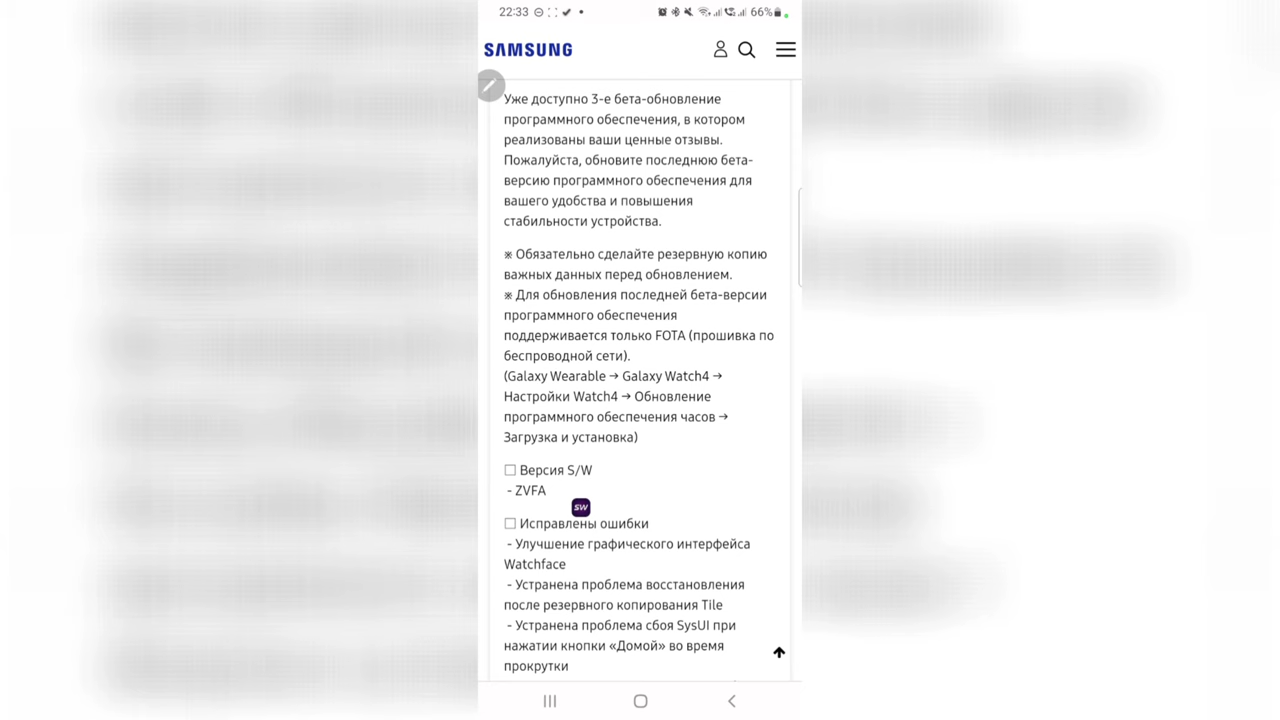 22:33
66%
SAMSUNG
Уже доступно 3-е бета-обновление
программного обеспечения, в котором
реализованы ваши ценные отзывы.
Пожалуйста, обновите последнюю бета-
версию программного обеспечения для
вашего удобства и повышения
стабильности устройства.
※ Обязательно сделайте резервную копию
важных данных перед обновлением.
※ Для обновления последней бета-версии
программного обеспечения
поддерживается только FOTA (прошивка по
беспроводной сети).
(Galaxy Wearable → Galaxy Watch4 →
Настройки Watch4 → Обновление
программного обеспечения часов →
Загрузка и установка)
☐ Версия S/W
- ZVFA
SW
☐ Исправлены ошибки
- Улучшение графического интерфейса
Watchface
- Устранена проблема восстановления
после резервного копирования Tile
- Устранена проблема сбоя SysUI при
нажатии кнопки «Домой» во время
прокрутки